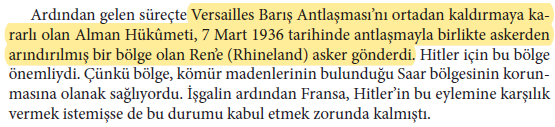 Ardından gelen süreçte Versailles Barış Antlaşması’nı ortadan kaldırmaya ka-
rarlı olan Alman Hükûmeti, 7 Mart 1936 tarihinde antlaşmayla birlikte askerden
arındırılmış bir bölge olan Ren’e (Rhineland) asker gönderdi. Hitler için bu bölge
önemliydi. Çünkü bölge, kömür madenlerinin bulunduğu Saar bölgesinin korun-
masına olanak sağlıyordu. İşgalin ardından Fransa, Hitler’in bu eylemine karşılık
vermek istemişse de bu durumu kabul etmek zorunda kalmıştı.